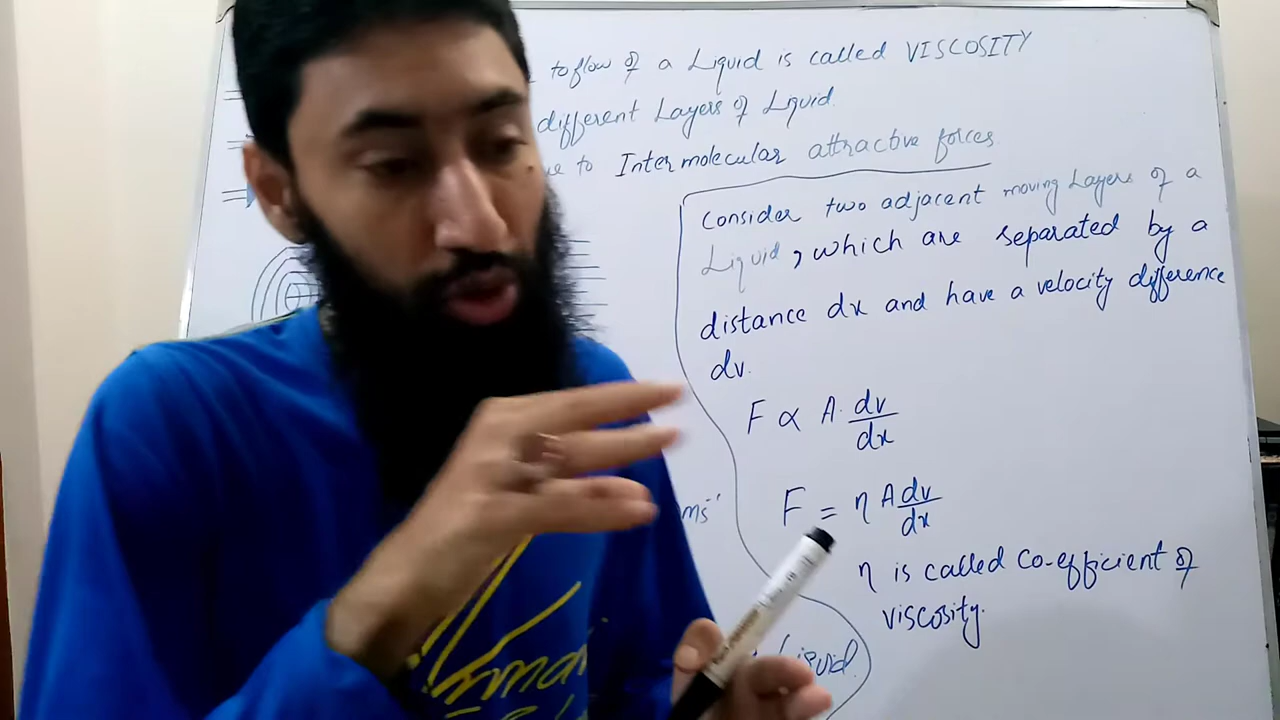 to flow of a Liquid is called VISCOSITY
different Layers of Liquid.
to Intermolecular attractive forces
Consider two adjacent moving Layers of a
Liquid, which are separated by a
distance dx and have a velocity difference
dv.
F ∝ A. dv/dx
F = η A dv/dx
ms⁻¹
η is called Co-efficient of
viscosity.
Liquid.